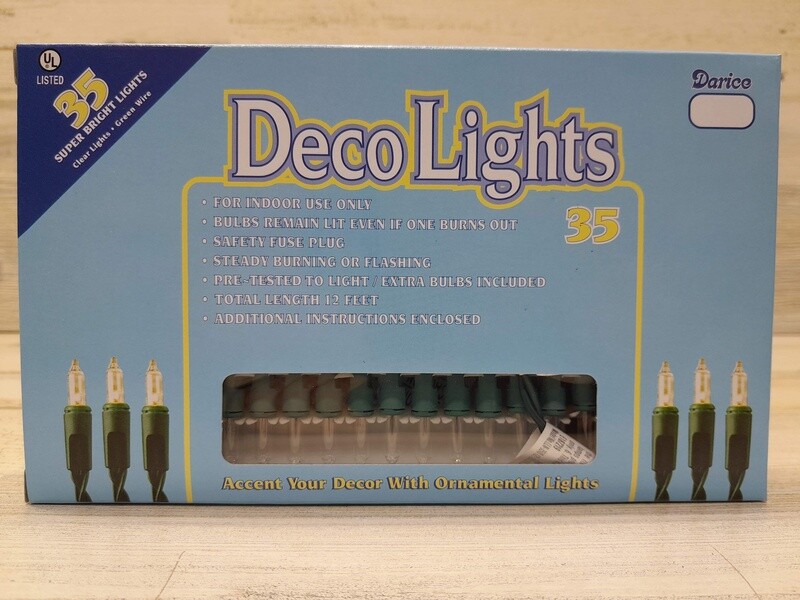 UL
LISTED
35
SUPER BRIGHT LIGHTS
Clear Lights • Green Wire
Darice
Deco Lights
• FOR INDOOR USE ONLY
• BULBS REMAIN LIT EVEN IF ONE BURNS OUT
• SAFETY FUSE PLUG
• STEADY BURNING OR FLASHING
• PRE-TESTED TO LIGHT / EXTRA BULBS INCLUDED
• TOTAL LENGTH 12 FEET
• ADDITIONAL INSTRUCTIONS ENCLOSED
35
Accent Your Decor With Ornamental Lights